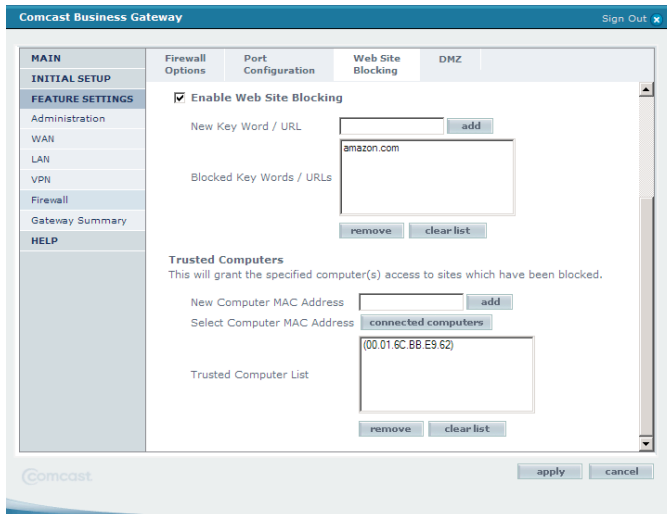 Comcast Business Gateway
Sign Out x
MAIN
INITIAL SETUP
FEATURE SETTINGS
Administration
WAN
LAN
VPN
Firewall
Gateway Summary
HELP
Firewall Options
Port Configuration
Web Site Blocking
DMZ
Enable Web Site Blocking
New Key Word / URL
add
Blocked Key Words / URLs
amazon.com
remove
clear list
Trusted Computers
This will grant the specified computer(s) access to sites which have been blocked.
New Computer MAC Address
add
Select Computer MAC Address
connected computers
Trusted Computer List
(00.01.6C.BB.E9.62)
remove
clear list
Comcast
apply
cancel